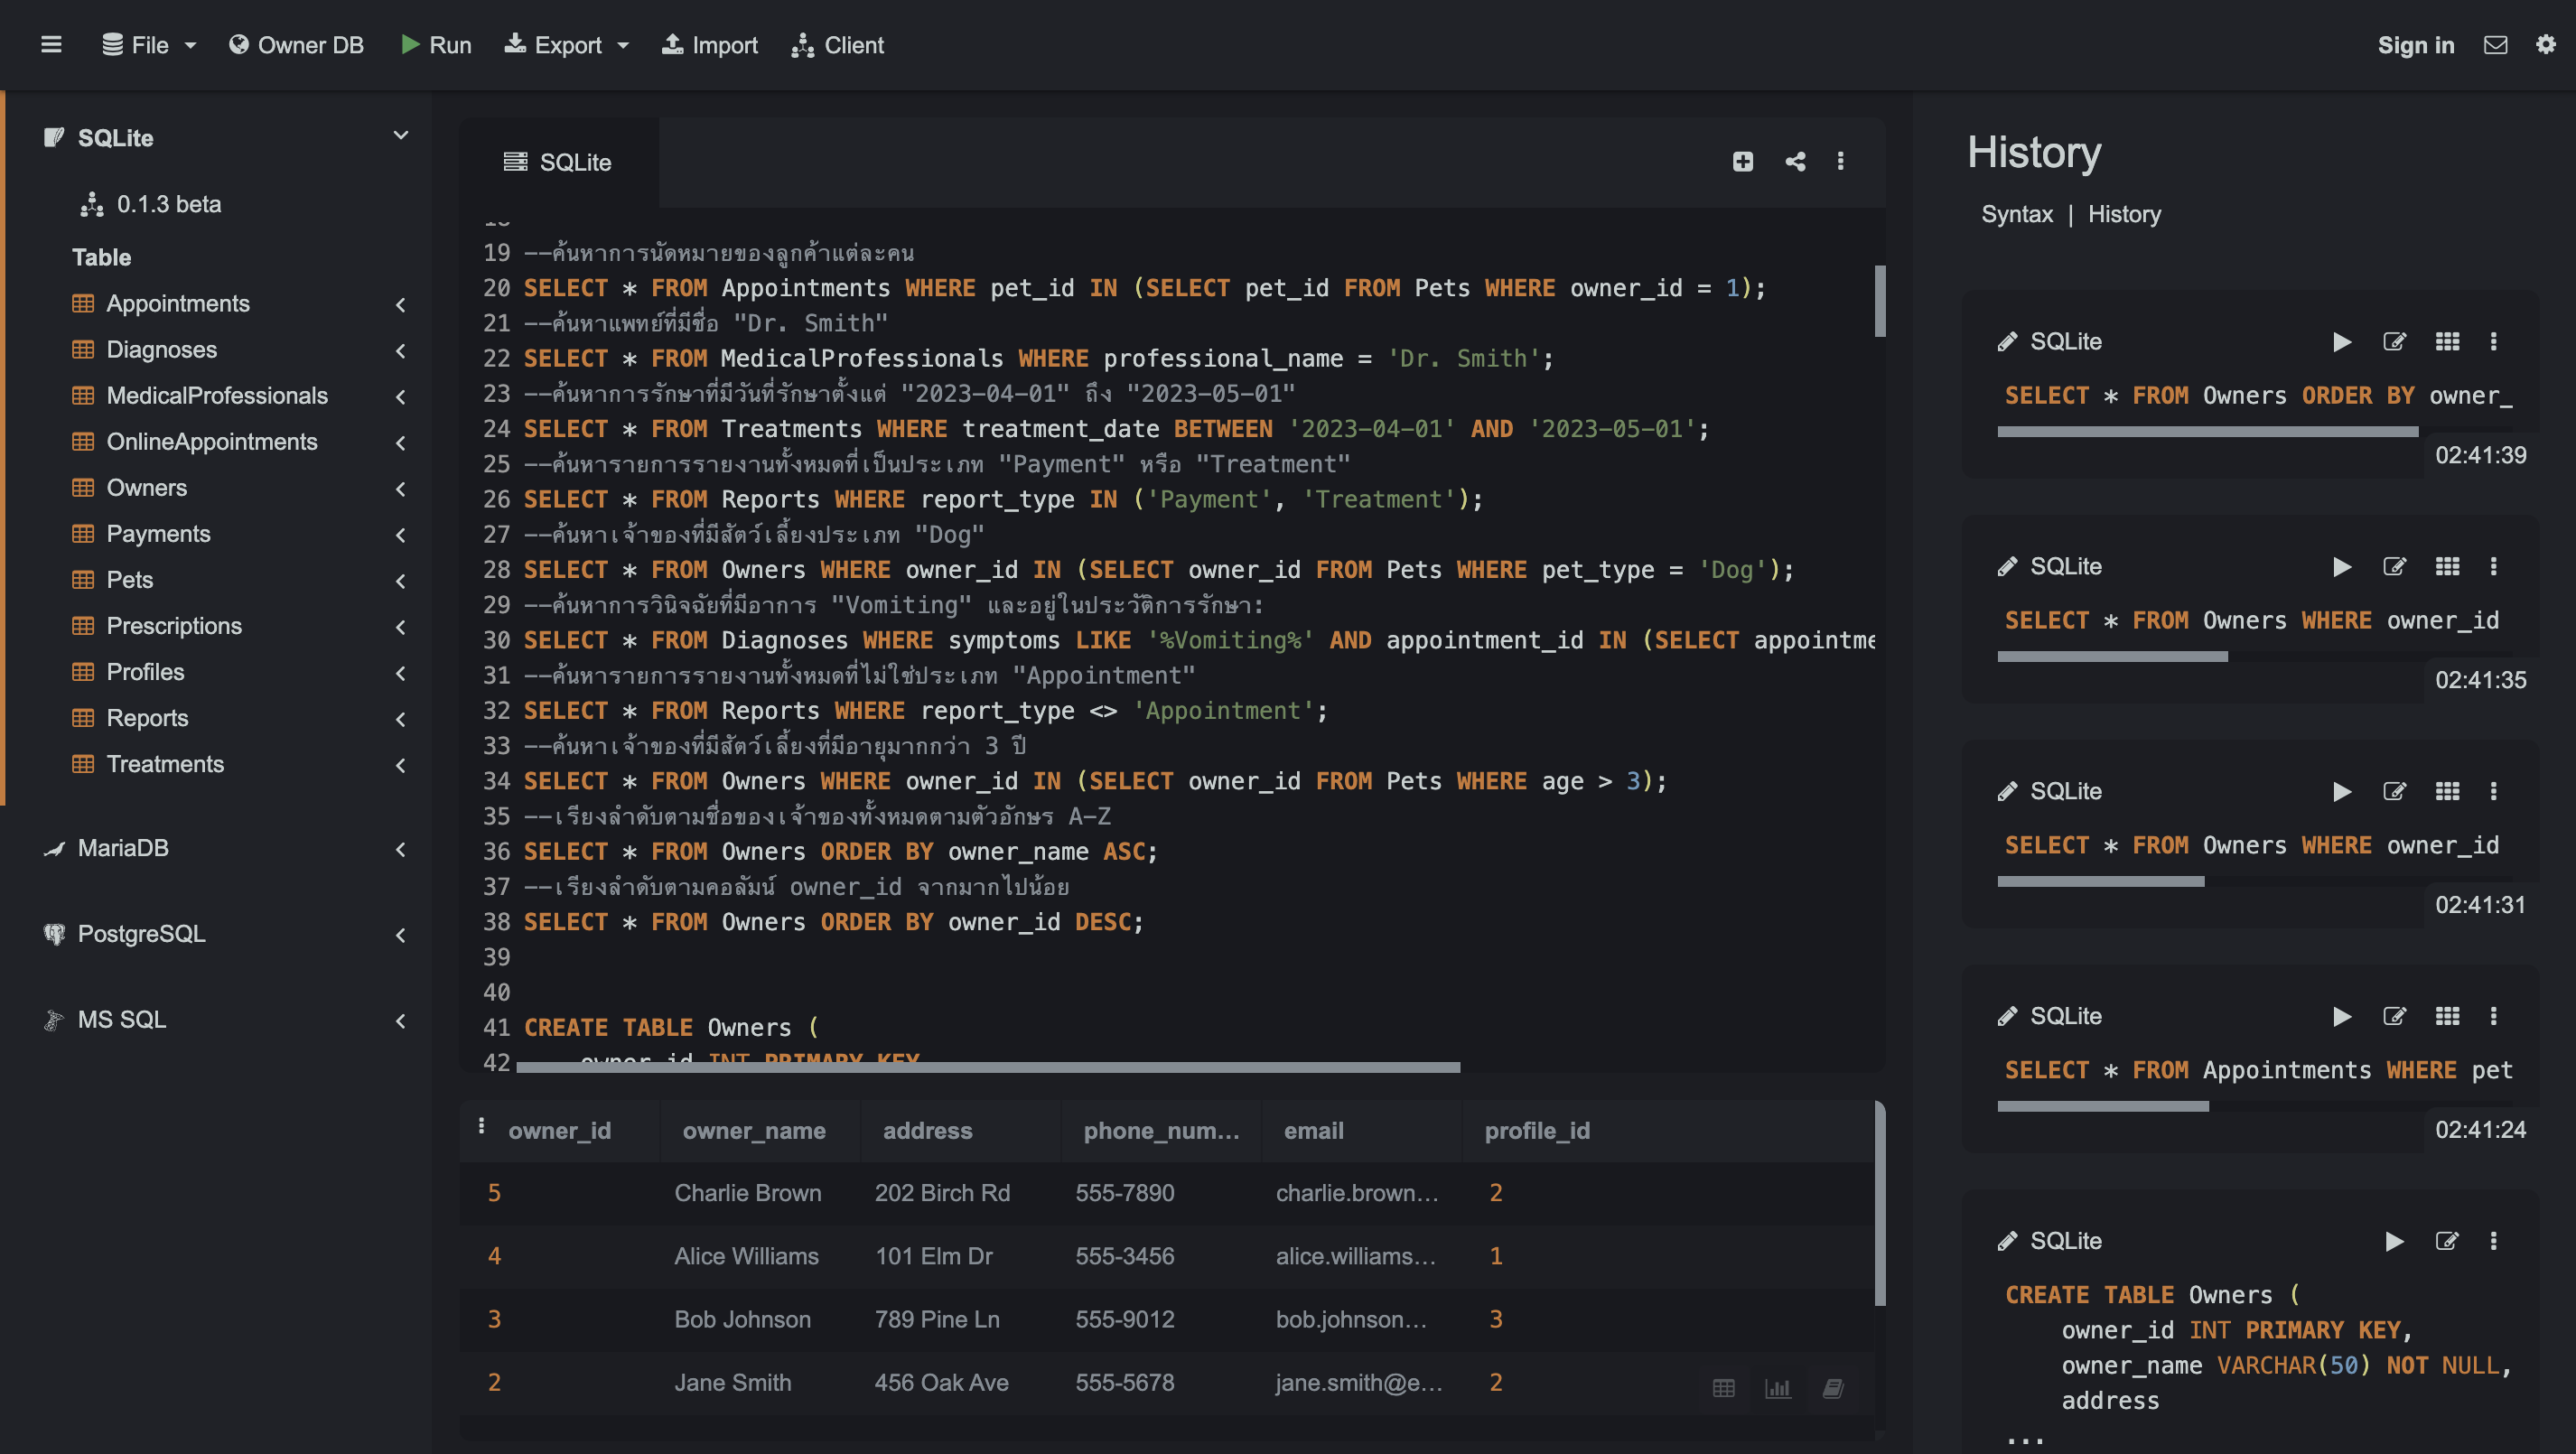 File
Owner DB
Run
Export
Import
Client
Sign in
SQLite
0.1.3 beta
Table
Appointments
Diagnoses
MedicalProfessionals
OnlineAppointments
Owners
Payments
Pets
Prescriptions
Profiles
Reports
Treatments
MariaDB
PostgreSQL
MS SQL
SQLite
19 --ค้นหาการนัดหมายของลูกค้าแต่ละคน
20 SELECT * FROM Appointments WHERE pet_id IN (SELECT pet_id FROM Pets WHERE owner_id = 1);
21 --ค้นหาแพทย์ที่มีชื่อ "Dr. Smith"
22 SELECT * FROM MedicalProfessionals WHERE professional_name = 'Dr. Smith';
23 --ค้นหาการรักษาที่มีวันที่รักษาตั้งแต่ "2023-04-01" ถึง "2023-05-01"
24 SELECT * FROM Treatments WHERE treatment_date BETWEEN '2023-04-01' AND '2023-05-01';
25 --ค้นหารายการรายงานทั้งหมดที่เป็นประเภท "Payment" หรือ "Treatment"
26 SELECT * FROM Reports WHERE report_type IN ('Payment', 'Treatment');
27 --ค้นหาเจ้าของที่มีสัตว์เลี้ยงประเภท "Dog"
28 SELECT * FROM Owners WHERE owner_id IN (SELECT owner_id FROM Pets WHERE pet_type = 'Dog');
29 --ค้นหาการวินิจฉัยที่มีอาการ "Vomiting" และอยู่ในประวัติการรักษา:
30 SELECT * FROM Diagnoses WHERE symptoms LIKE '%Vomiting%' AND appointment_id IN (SELECT appointme
31 --ค้นหารายการรายงานทั้งหมดที่ไม่ใช่ประเภท "Appointment"
32 SELECT * FROM Reports WHERE report_type <> 'Appointment';
33 --ค้นหาเจ้าของที่มีสัตว์เลี้ยงที่มีอายุมากกว่า 3 ปี
34 SELECT * FROM Owners WHERE owner_id IN (SELECT owner_id FROM Pets WHERE age > 3);
35 --เรียงลำดับตามชื่อของเจ้าของทั้งหมดตามตัวอักษร A-Z
36 SELECT * FROM Owners ORDER BY owner_name ASC;
37 --เรียงลำดับตามคอลัมน์ owner_id จากมากไปน้อย
38 SELECT * FROM Owners ORDER BY owner_id DESC;
39
40
41 CREATE TABLE Owners (
42 owner_id INT PRIMARY KEY
owner_id owner_name address phone_num... email profile_id
5 Charlie Brown 202 Birch Rd 555-7890 charlie.brown... 2
4 Alice Williams 101 Elm Dr 555-3456 alice.williams... 1
3 Bob Johnson 789 Pine Ln 555-9012 bob.johnson... 3
2 Jane Smith 456 Oak Ave 555-5678 jane.smith@e... 2
History
Syntax | History
SQLite
SELECT * FROM Owners ORDER BY owner_
02:41:39
SQLite
SELECT * FROM Owners WHERE owner_id
02:41:35
SQLite
SELECT * FROM Owners WHERE owner_id
02:41:31
SQLite
SELECT * FROM Appointments WHERE pet
02:41:24
SQLite
CREATE TABLE Owners (
owner_id INT PRIMARY KEY,
owner_name VARCHAR(50) NOT NULL,
address
...